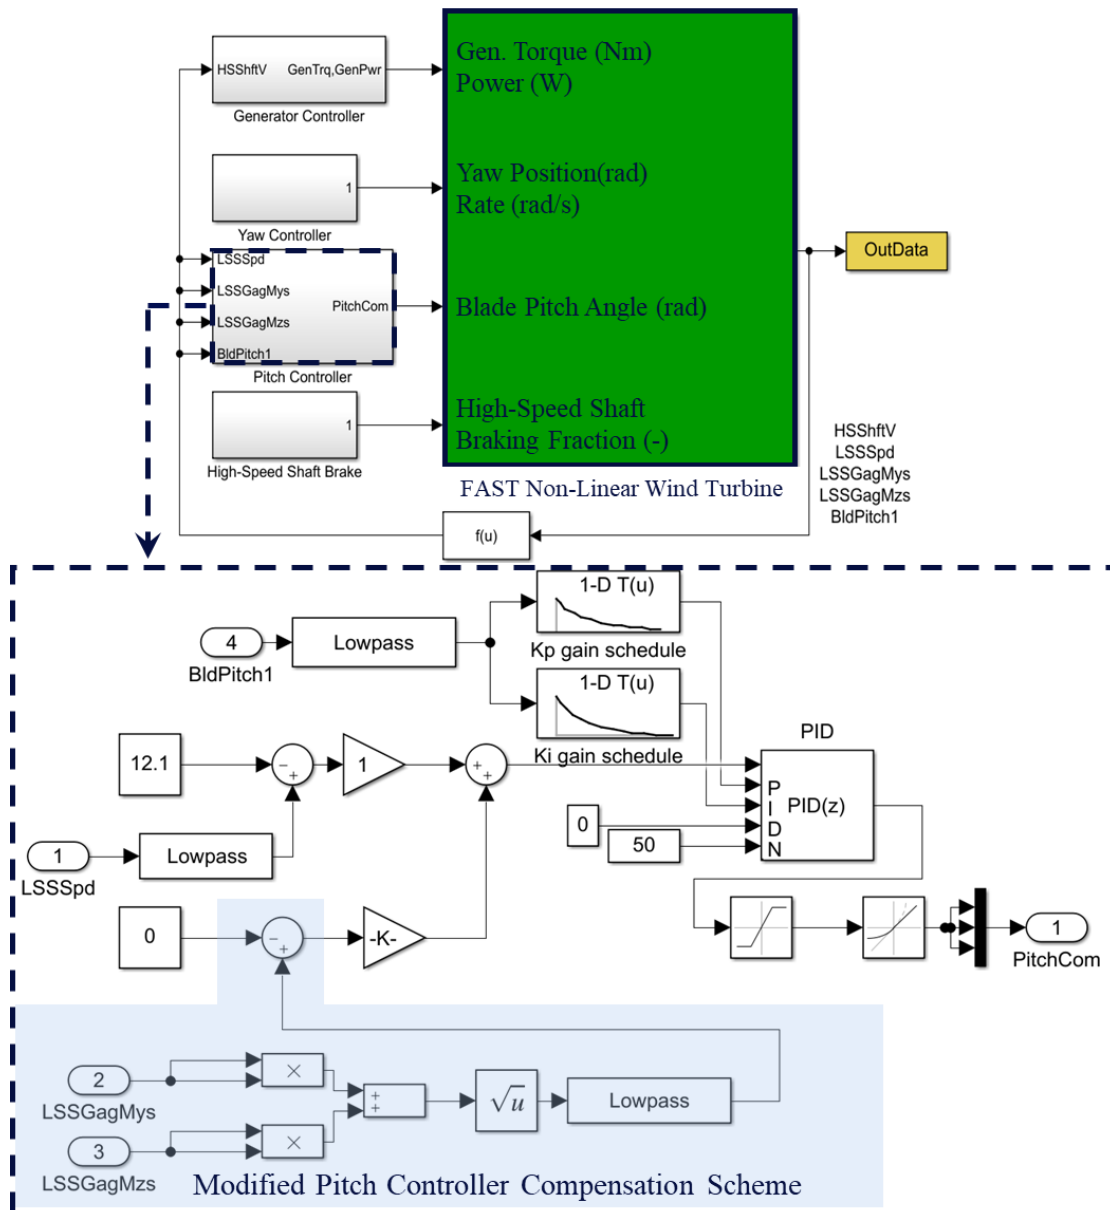 HSShftV
GenTrq,GenPwr
Generator Controller
Gen. Torque (Nm)
Power (W)
1
Yaw Controller
Yaw Position(rad)
Rate (rad/s)
LSSSpd
LSSGagMys
LSSGagMzs
BldPitch1
PitchCom
Pitch Controller
Blade Pitch Angle (rad)
1
High-Speed Shaft Brake
High-Speed Shaft
Braking Fraction (-)
FAST Non-Linear Wind Turbine
OutData
HSShftV
LSSSpd
LSSGagMys
LSSGagMzs
BldPitch1
f(u)
4
BldPitch1
Lowpass
1-D T(u)
Kp gain schedule
1-D T(u)
Ki gain schedule
12.1
−
+
1
+
+
PID
P
I
D
N
PID(z)
0
50
1
LSSSpd
Lowpass
0
−
+
-K-
1
PitchCom
2
LSSGagMys
×
3
LSSGagMzs
×
+
+
√u
Lowpass
Modified Pitch Controller Compensation Scheme